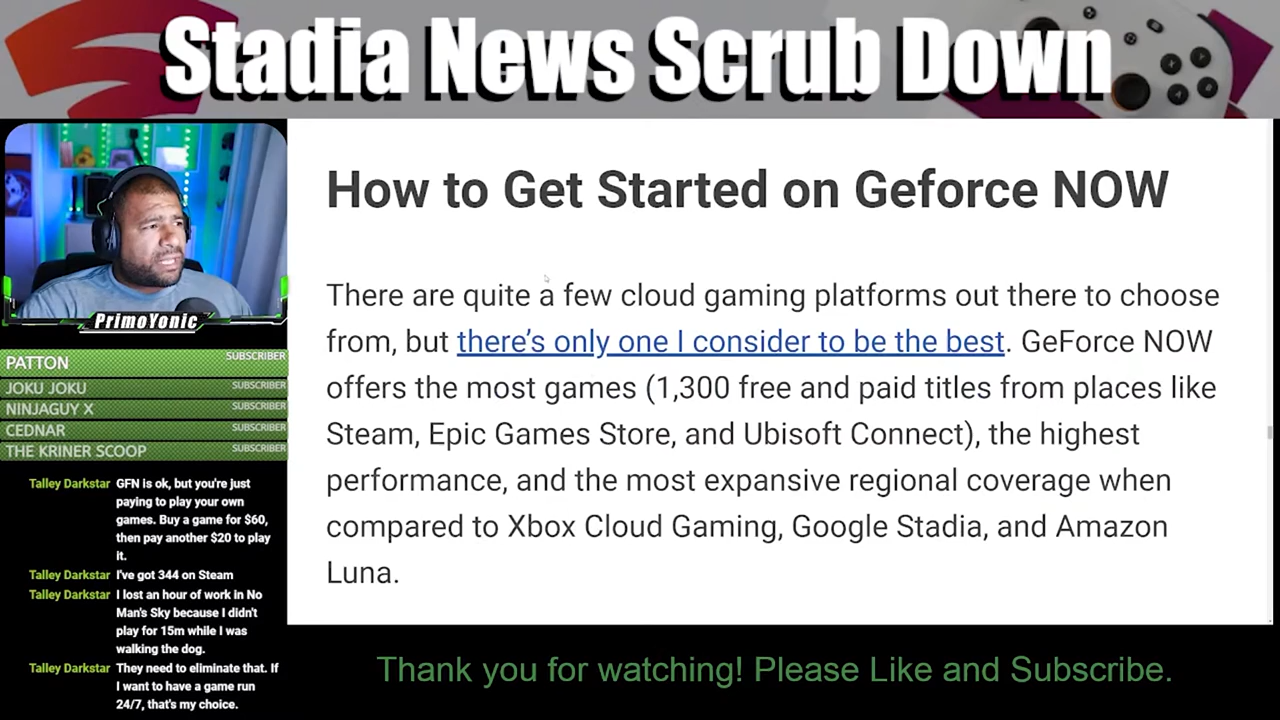 Stadia News Scrub Down
How to Get Started on Geforce NOW
There are quite a few cloud gaming platforms out there to choose
from, but there's only one I consider to be the best. GeForce NOW
offers the most games (1,300 free and paid titles from places like
Steam, Epic Games Store, and Ubisoft Connect), the highest
performance, and the most expansive regional coverage when
compared to Xbox Cloud Gaming, Google Stadia, and Amazon
Luna.
PrimoYonic
PATTON SUBSCRIBER
JOKU JOKU SUBSCRIBER
NINJAGUY X SUBSCRIBER
CEDNAR SUBSCRIBER
THE KRINER SCOOP SUBSCRIBER
Talley Darkstar GFN is ok, but you're just
paying to play your own
games. Buy a game for $60,
then pay another $20 to play
it.
Talley Darkstar I've got 344 on Steam
Talley Darkstar I lost an hour of work in No
Man's Sky because I didn't
play for 15m while I was
walking the dog.
Talley Darkstar They need to eliminate that. If
I want to have a game run
24/7, that's my choice.
Thank you for watching! Please Like and Subscribe.